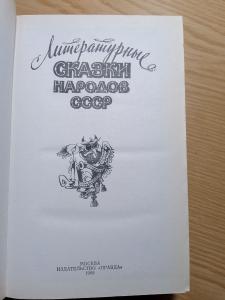 Литературные
СКАЗКИ
НАРОДОВ
СССР
МОСКВА
ИЗДАТЕЛЬСТВО «ПРАВДА»